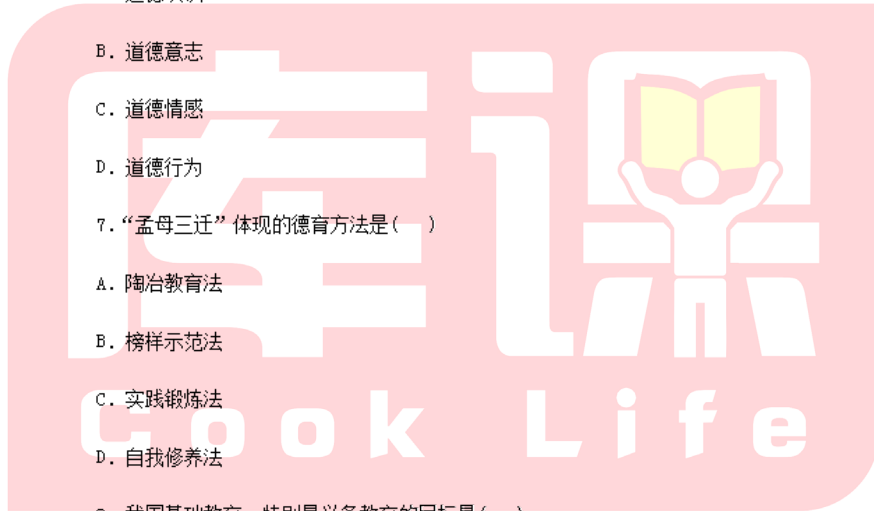 B. 道德意志
C. 道德情感
D. 道德行为
7.“孟母三迁”体现的德育方法是(  )
A. 陶冶教育法
B. 榜样示范法
C. 实践锻炼法
D. 自我修养法
库课
Cook Life